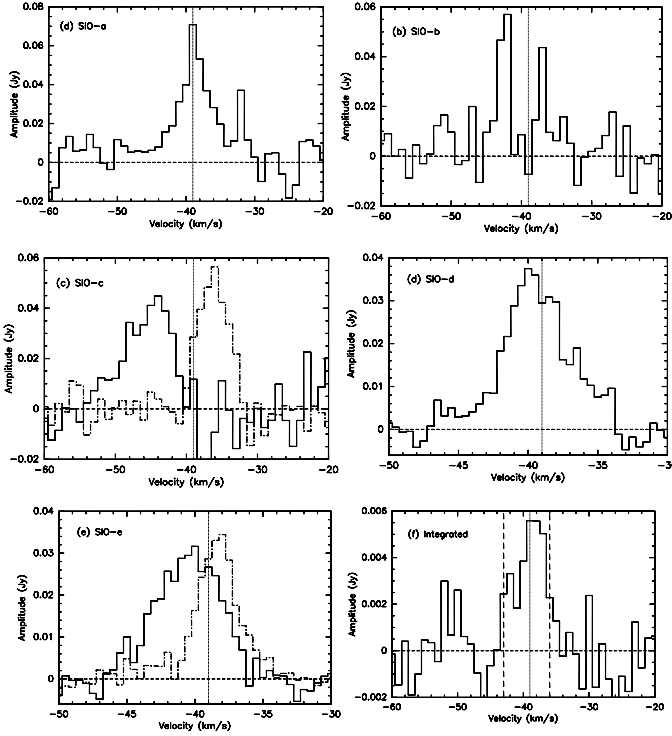 (d) SIO-a
Amplitude (Jy)
0.08
0.06
0.04
0.02
0
-0.02
-60 -50 -40 -30 -20
Velocity (km/s)
(b) SIO-b
Amplitude (Jy)
0.06
0.04
0.02
0
-0.02
-60 -50 -40 -30 -20
Velocity (km/s)
(c) SIO-c
Amplitude (Jy)
0.06
0.04
0.02
0
-0.02
-60 -50 -40 -30 -20
Velocity (km/s)
(d) SIO-d
Amplitude (Jy)
0.04
0.03
0.02
0.01
0
-50 -45 -40 -35 -30
Velocity (km/s)
(e) SIO-e
Amplitude (Jy)
0.04
0.03
0.02
0.01
0
-50 -45 -40 -35 -30
Velocity (km/s)
(f) Integrated
Amplitude (Jy)
0.006
0.004
0.002
0
-0.002
-60 -50 -40 -30 -20
Velocity (km/s)